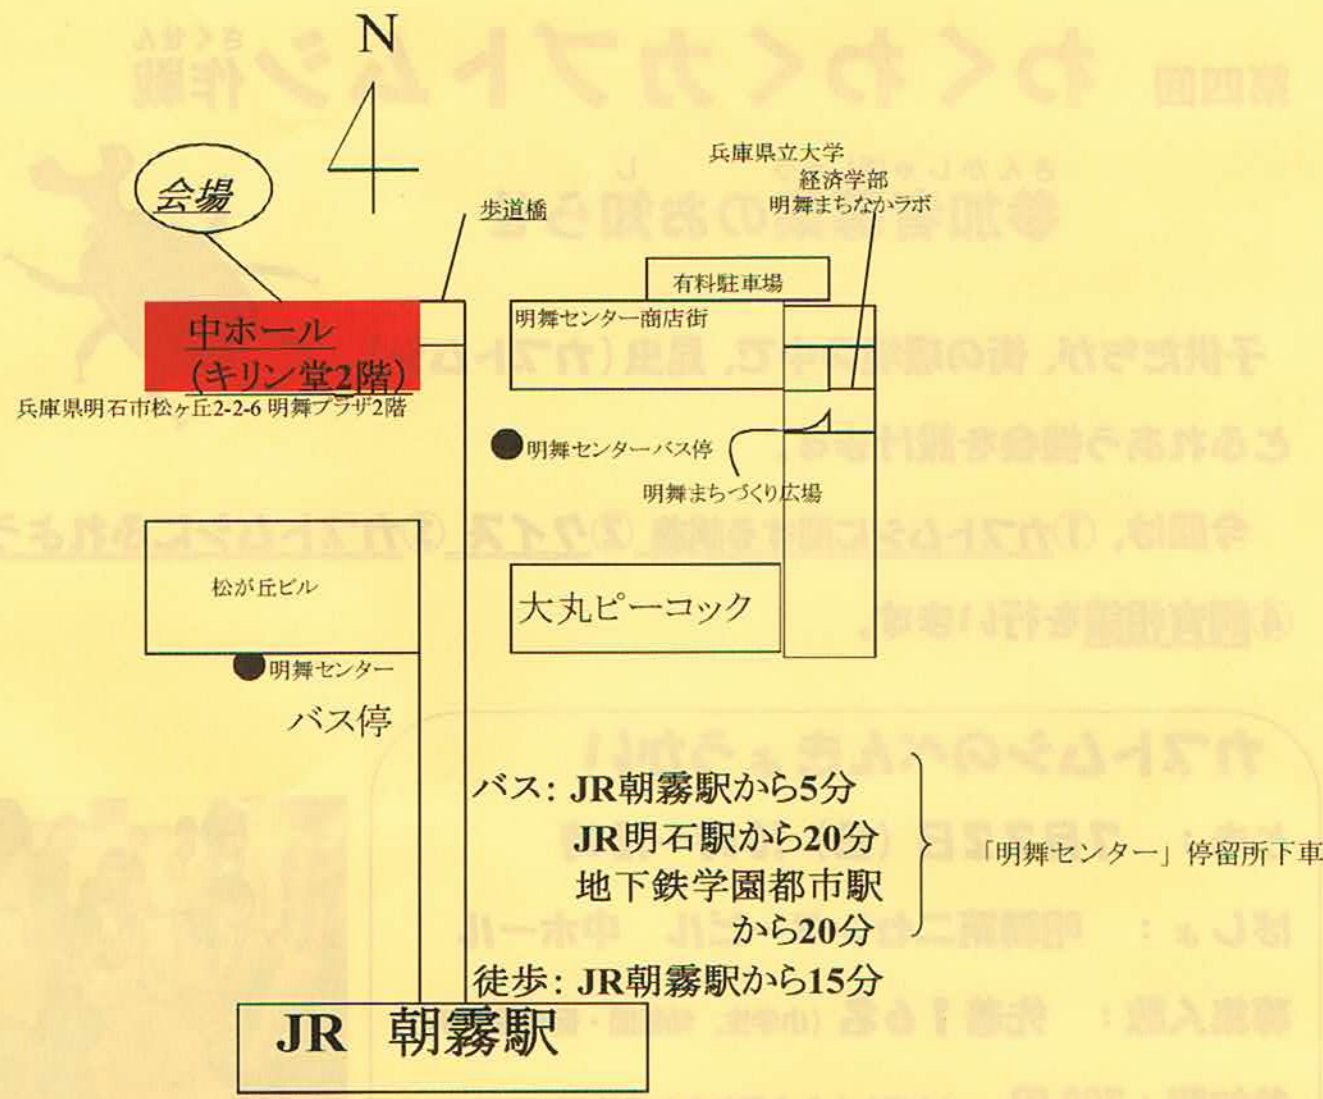 N
会場
歩道橋
兵庫県立大学
経済学部
明舞まちなかラボ
有料駐車場
中ホール
(キリン堂2階)
兵庫県明石市松ヶ丘2-2-6 明舞プラザ2階
明舞センター商店街
明舞センターバス停
明舞まちづくり広場
松が丘ビル
大丸ピーコック
明舞センター
バス停
バス: JR朝霧駅から5分
JR明石駅から20分
地下鉄学園都市駅
から20分
「明舞センター」停留所下車
徒歩: JR朝霧駅から15分
JR 朝霧駅